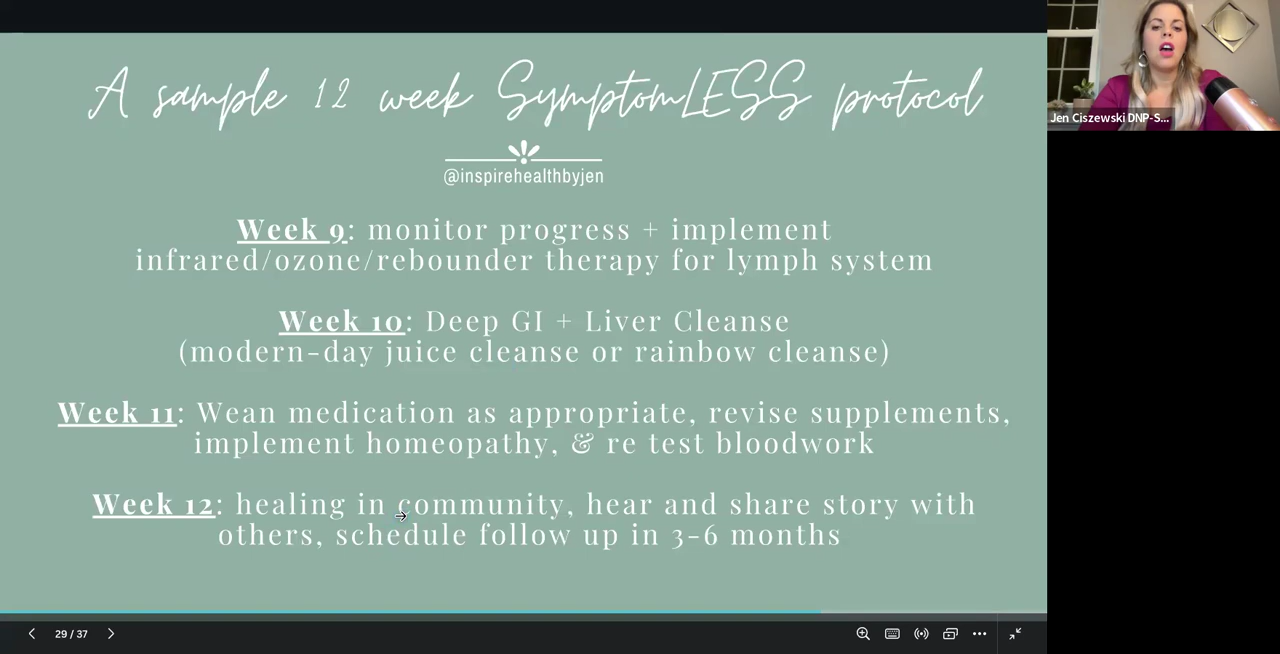 A sample 12 week SymptomLESS protocol
@inspirehealthbyjen
Week 9: monitor progress + implement
infrared/ozone/rebounder therapy for lymph system
Week 10: Deep GI + Liver Cleanse
(modern-day juice cleanse or rainbow cleanse)
Week 11: Wean medication as appropriate, revise supplements,
implement homeopathy, & re test bloodwork
Week 12: healing in community, hear and share story with
others, schedule follow up in 3-6 months
29 / 37
Jen Ciszewski DNP-S...